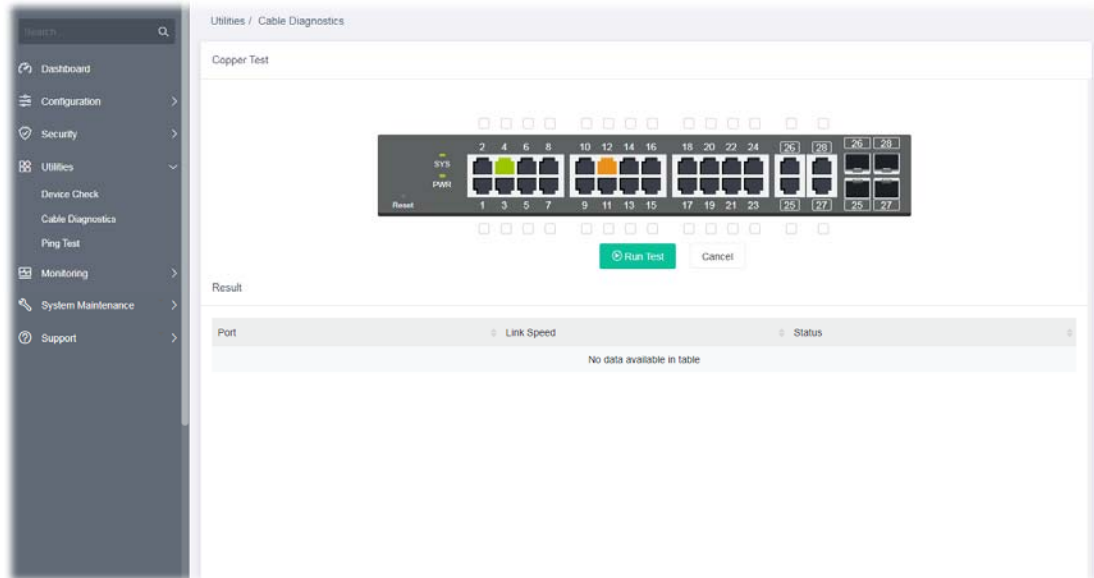 Utilities / Cable Diagnostics
Search...
Dashboard
Configuration
Security
Utilities
Device Check
Cable Diagnostics
Ping Test
Monitoring
System Maintenance
Support
Copper Test
2 4 6 8 10 12 14 16 18 20 22 24 26 28 26 28
SYS
PWR
Reset 1 3 5 7 9 11 13 15 17 19 21 23 25 27 25 27
Run Test Cancel
Result
Port Link Speed Status
No data available in table